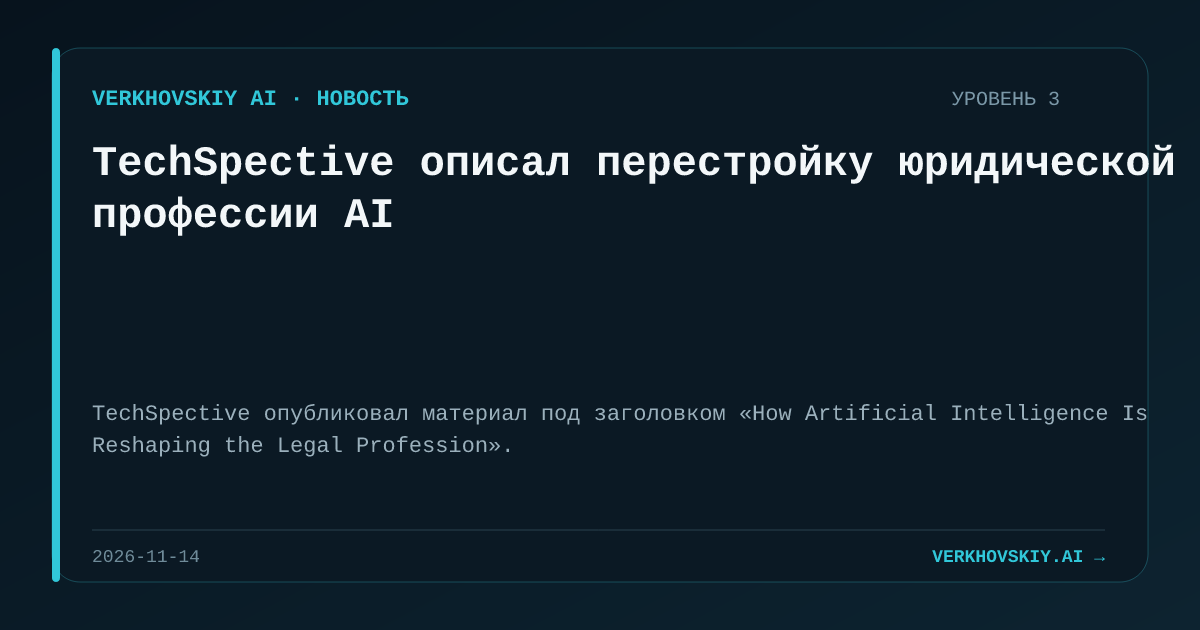 VERKHOVSKIY AI · НОВОСТЬ
УРОВЕНЬ 3
TechSpective описал перестройку юридической
профессии AI
TechSpective опубликовал материал под заголовком «How Artificial Intelligence Is
Reshaping the Legal Profession».
2026-11-14
VERKHOVSKIY.AI →